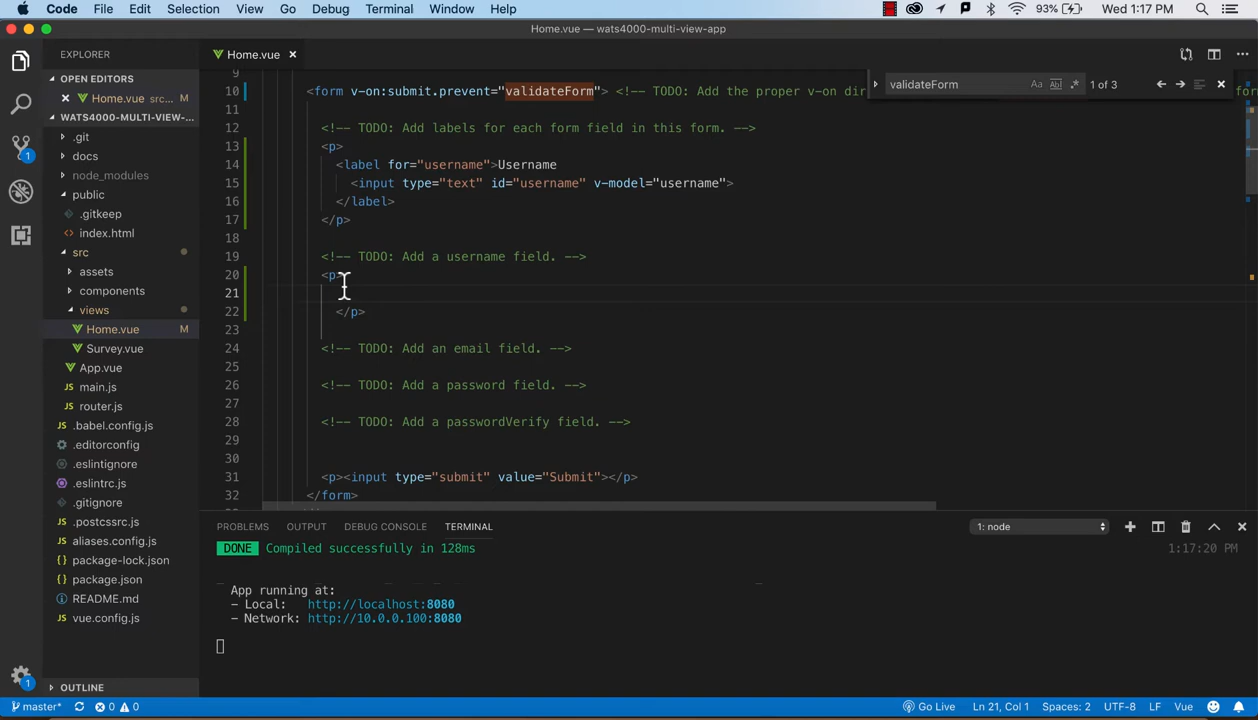 Code File Edit Selection View Go Debug Terminal Window Help 93% Wed 1:17 PM
Home.vue — wats4000-multi-view-app
EXPLORER
OPEN EDITORS
Home.vue src... M
WATS4000-MULTI-VIEW-...
.git
docs
node_modules
public
.gitkeep
index.html
src
assets
components
views
Home.vue M
Survey.vue
App.vue
main.js
router.js
.babel.config.js
.editorconfig
.eslintignore
.eslintrc.js
.gitignore
.postcssrc.js
aliases.config.js
package-lock.json
package.json
README.md
vue.config.js
OUTLINE
1
1
Home.vue
validateForm Aa Abl .* 1 of 3
9
10 <form v-on:submit.prevent="validateForm"> <!-- TODO: Add the proper v-on dir
11
12 <!-- TODO: Add labels for each form field in this form. -->
13 <p>
14 <label for="username">Username
15 <input type="text" id="username" v-model="username">
16 </label>
17 </p>
18
19 <!-- TODO: Add a username field. -->
20 <p>
21
22 </p>
23
24 <!-- TODO: Add an email field. -->
25
26 <!-- TODO: Add a password field. -->
27
28 <!-- TODO: Add a passwordVerify field. -->
29
30
31 <p><input type="submit" value="Submit"></p>
32 </form>
PROBLEMS OUTPUT DEBUG CONSOLE TERMINAL 1: node
DONE Compiled successfully in 128ms 1:17:20 PM
App running at:
- Local: http://localhost:8080
- Network: http://10.0.0.100:8080
master* 0 0 Go Live Ln 21, Col 1 Spaces: 2 UTF-8 LF Vue